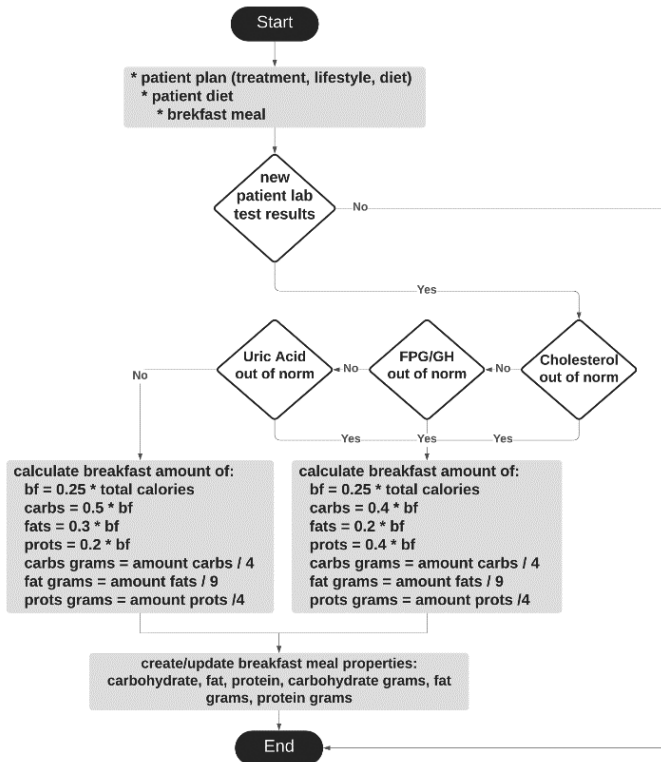 Start
* patient plan (treatment, lifestyle, diet)
* patient diet
* brekfast meal
new
patient lab
test results
No
Yes
Uric Acid
out of norm
FPG/GH
out of norm
Cholesterol
out of norm
No
No
No
Yes
Yes
Yes
calculate breakfast amount of:
bf = 0.25 * total calories
carbs = 0.5 * bf
fats = 0.3 * bf
prots = 0.2 * bf
carbs grams = amount carbs / 4
fat grams = amount fats / 9
prots grams = amount prots /4
calculate breakfast amount of:
bf = 0.25 * total calories
carbs = 0.4 * bf
fats = 0.2 * bf
prots = 0.4 * bf
carbs grams = amount carbs / 4
fat grams = amount fats / 9
prots grams = amount prots /4
create/update breakfast meal properties:
carbohydrate, fat, protein, carbohydrate grams, fat
grams, protein grams
End